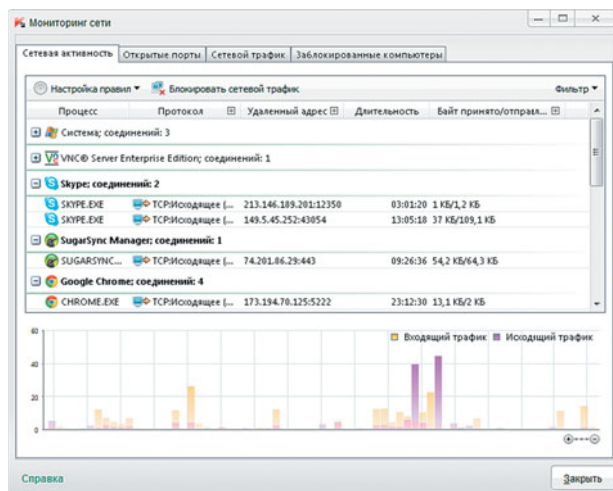 Мониторинг сети
Сетевая активность Открытые порты Сетевой трафик Заблокированные компьютеры
Настройка правил Блокировать сетевой трафик Фильтр
Процесс Протокол Удаленный адрес Длительность Байт принято/отправл...
Система; соединений: 3
VNC® Server Enterprise Edition; соединений: 1
Skype; соединений: 2
SKYPE.EXE TCP:Исходящее (... 213.146.189.201:12350 03:01:20 1 КБ/1,2 КБ
SKYPE.EXE TCP:Исходящее (... 149.5.45.252:43054 13:05:18 37 КБ/109,1 КБ
SugarSync Manager; соединений: 1
SUGARSYNC... TCP:Исходящее (... 74.201.86.29:443 09:26:36 54,2 КБ/64,3 КБ
Google Chrome; соединений: 4
CHROME.EXE TCP:Исходящее (... 173.194.70.125:5222 23:12:30 13,1 КБ/2 КБ
60
Входящий трафик Исходящий трафик
40
20
0
Справка Закрыть